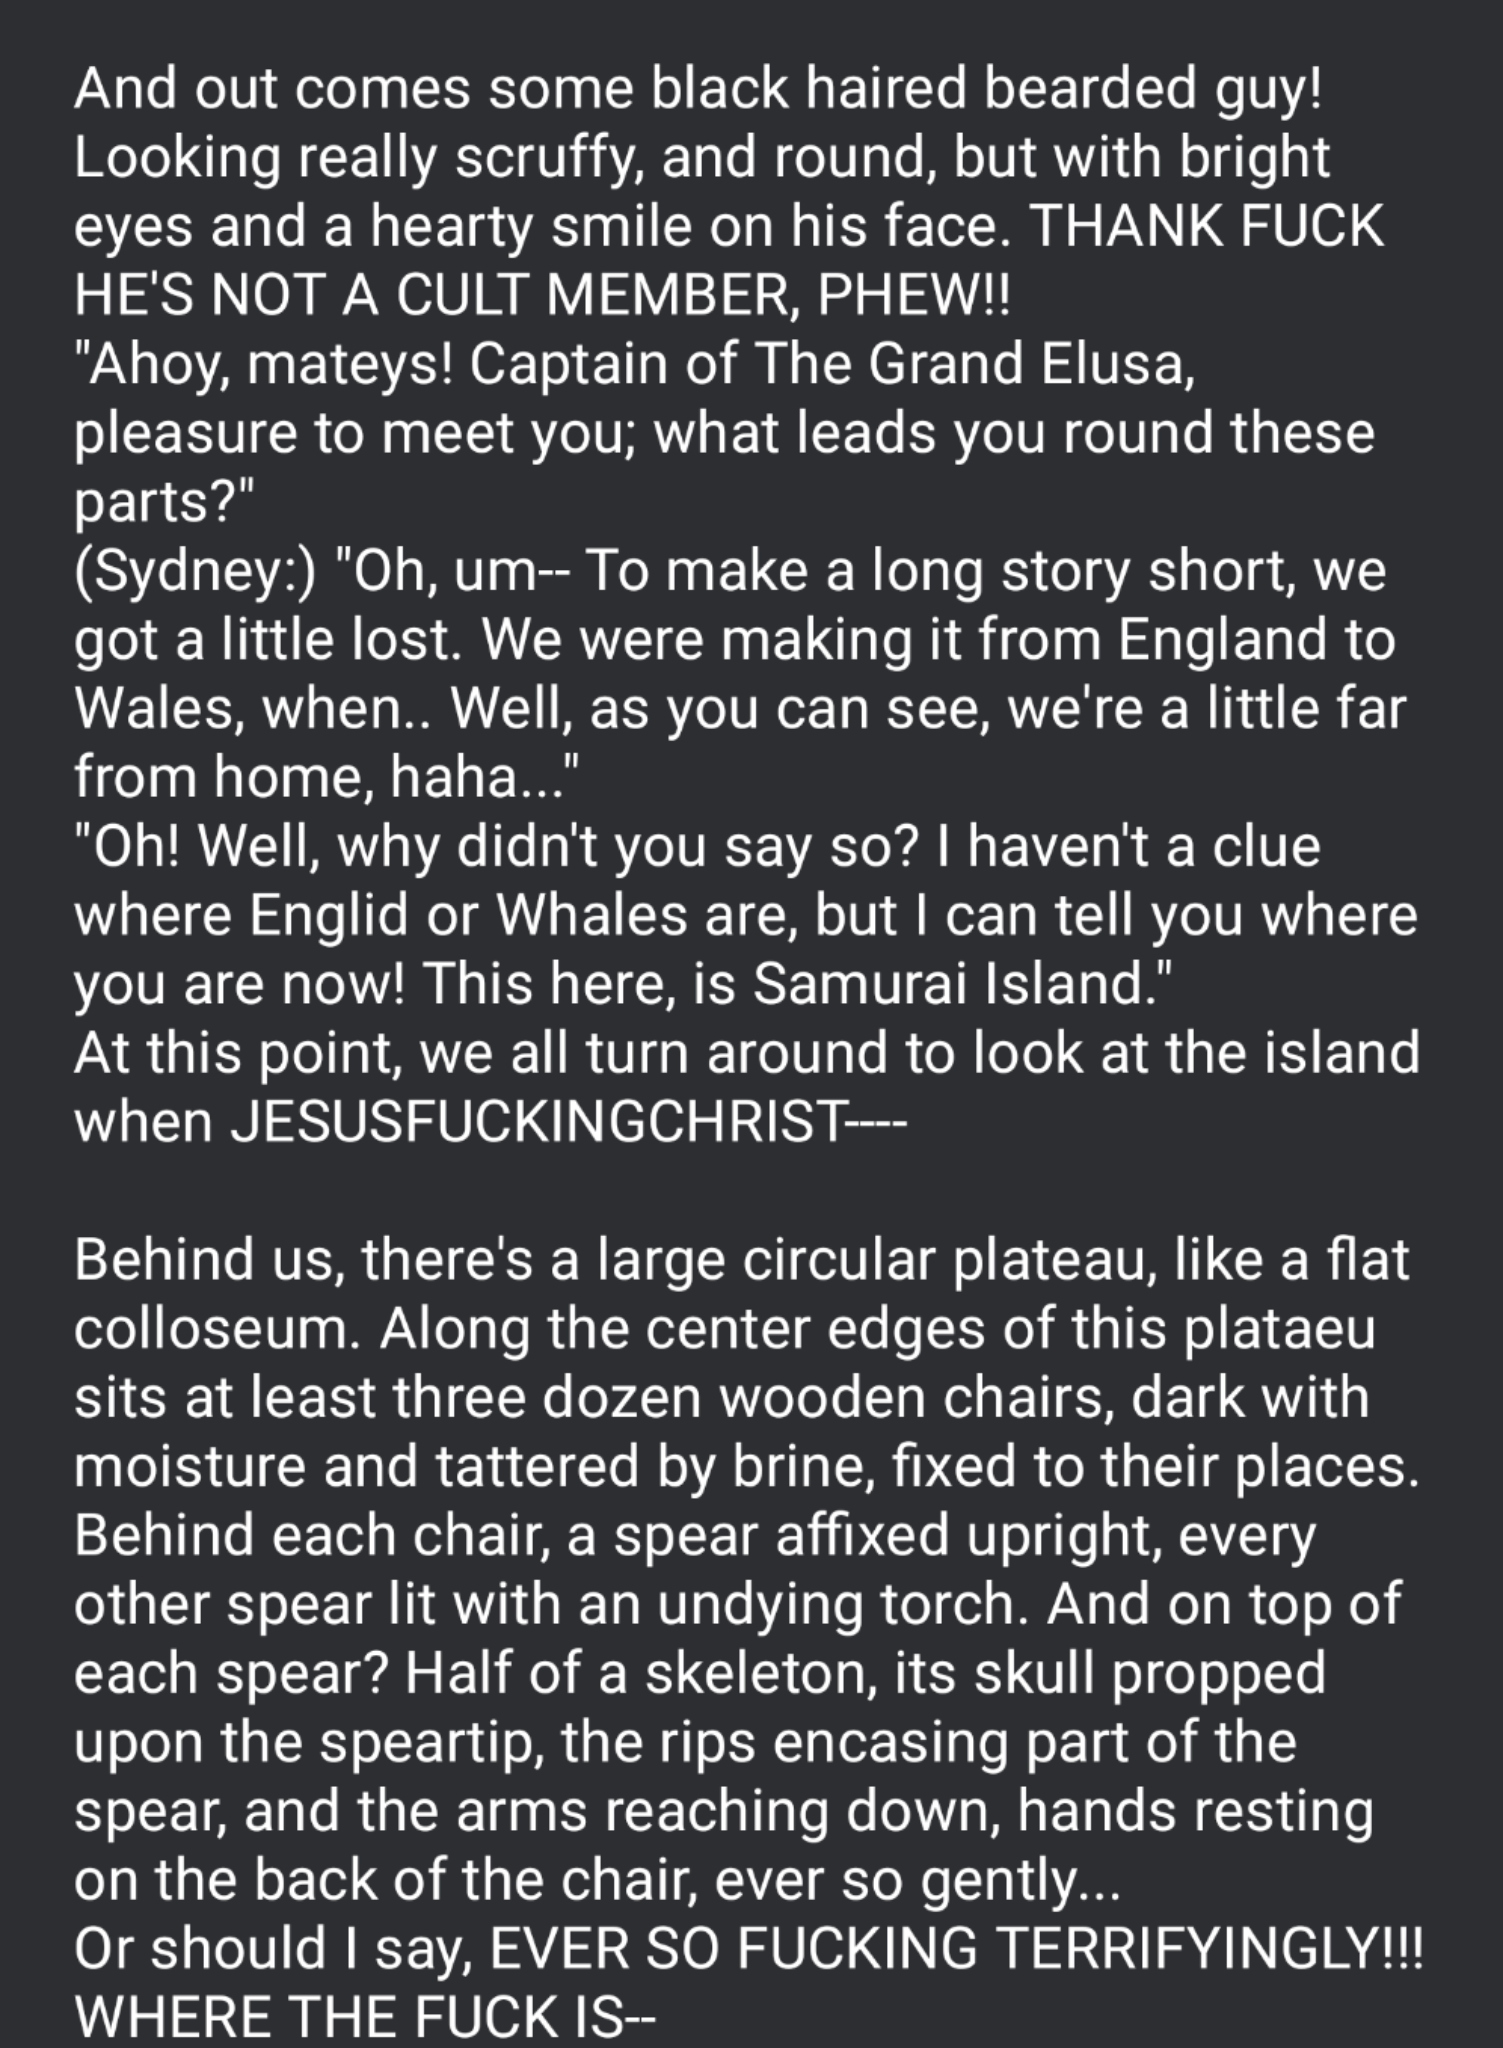 And out comes some black haired bearded guy!
Looking really scruffy, and round, but with bright
eyes and a hearty smile on his face. THANK FUCK
HE'S NOT A CULT MEMBER, PHEW!!
"Ahoy, mateys! Captain of The Grand Elusa,
pleasure to meet you; what leads you round these
parts?"
(Sydney:) "Oh, um-- To make a long story short, we
got a little lost. We were making it from England to
Wales, when.. Well, as you can see, we're a little far
from home, haha..."
"Oh! Well, why didn't you say so? I haven't a clue
where Englid or Whales are, but I can tell you where
you are now! This here, is Samurai Island."
At this point, we all turn around to look at the island
when JESUSFUCKINGCHRIST----

Behind us, there's a large circular plateau, like a flat
colloseum. Along the center edges of this plataeu
sits at least three dozen wooden chairs, dark with
moisture and tattered by brine, fixed to their places.
Behind each chair, a spear affixed upright, every
other spear lit with an undying torch. And on top of
each spear? Half of a skeleton, its skull propped
upon the speartip, the rips encasing part of the
spear, and the arms reaching down, hands resting
on the back of the chair, ever so gently...
Or should I say, EVER SO FUCKING TERRIFYINGLY!!!
WHERE THE FUCK IS--